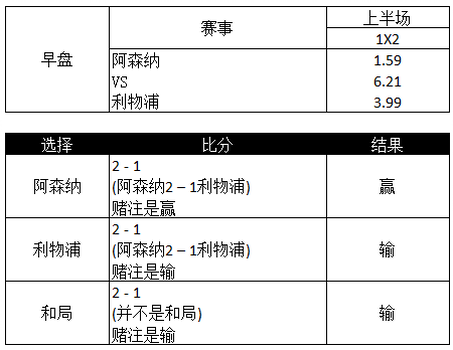 早盘 赛事 上半场
1X2
阿森纳 1.59
VS 6.21
利物浦 3.99
选择 比分 结果
阿森纳 2 - 1 赢
(阿森纳2 – 1利物浦)
赌注是赢
利物浦 2 - 1 输
(阿森纳2 – 1利物浦)
赌注是输
和局 2 - 1 输
(并不是和局)
赌注是输